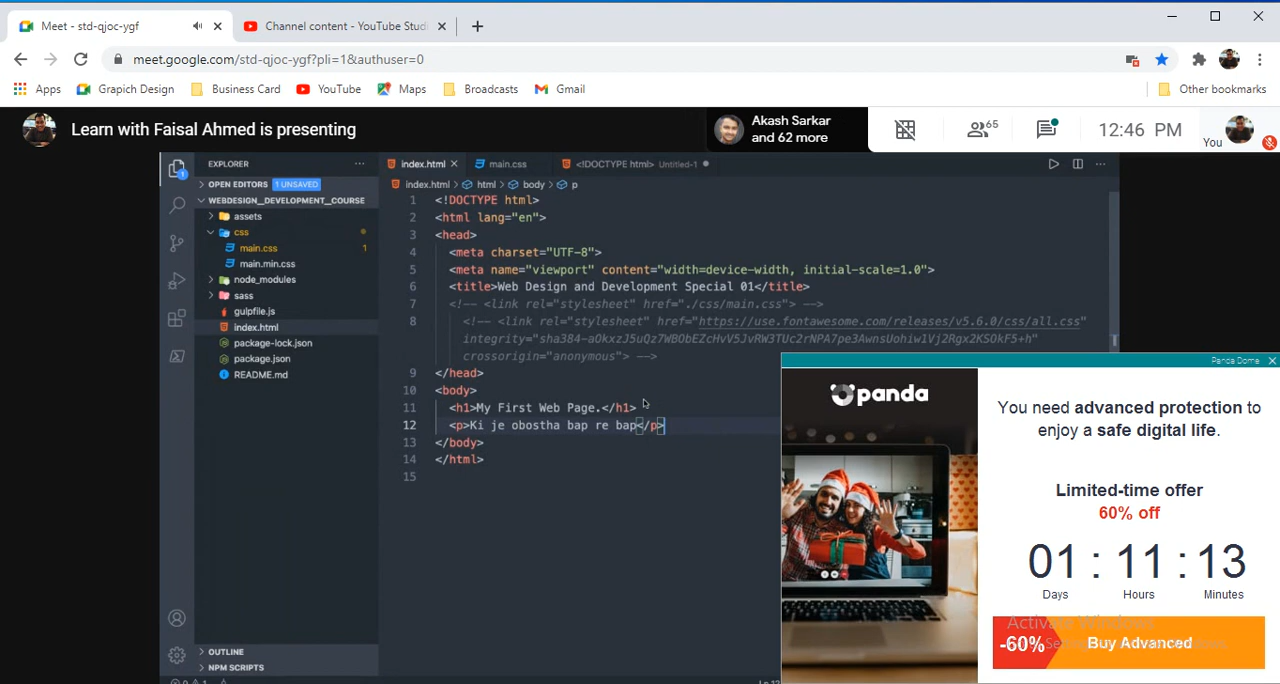 Meet - std-qjoc-ygf
Channel content - YouTube Studi
meet.google.com/std-qjoc-ygf?pli=1&authuser=0
Apps
Grapich Design
Business Card
YouTube
Maps
Broadcasts
Gmail
Other bookmarks
Learn with Faisal Ahmed is presenting
Akash Sarkar
and 62 more
65
12:46 PM
You
EXPLORER
OPEN EDITORS 1 UNSAVED
WEBDESIGN_DEVELOPMENT_COURSE
assets
css
main.css 1
main.min.css
node_modules
sass
gulpfile.js
index.html
package-lock.json
package.json
README.md
OUTLINE
NPM SCRIPTS
1
index.html
main.css
<!DOCTYPE html> Untitled-1
index.html > html > body > p
1 <!DOCTYPE html>
2 <html lang="en">
3 <head>
4 <meta charset="UTF-8">
5 <meta name="viewport" content="width=device-width, initial-scale=1.0">
6 <title>Web Design and Development Special 01</title>
7 <!-- <link rel="stylesheet" href="./css/main.css"> -->
8 <!-- <link rel="stylesheet" href="https://use.fontawesome.com/releases/v5.6.0/css/all.css"
crossorigin="anonymous"> -->
9 </head>
10 <body>
11 <h1>My First Web Page.</h1>
12 <p>Ki je obostha bap re bap</p>
13 </body>
14 </html>
15
Panda Dome
panda
You need advanced protection to
enjoy a safe digital life.
Limited-time offer
60% off
01 : 11 : 13
Days Hours Minutes
Activate Windows
-60% Buy Advanced